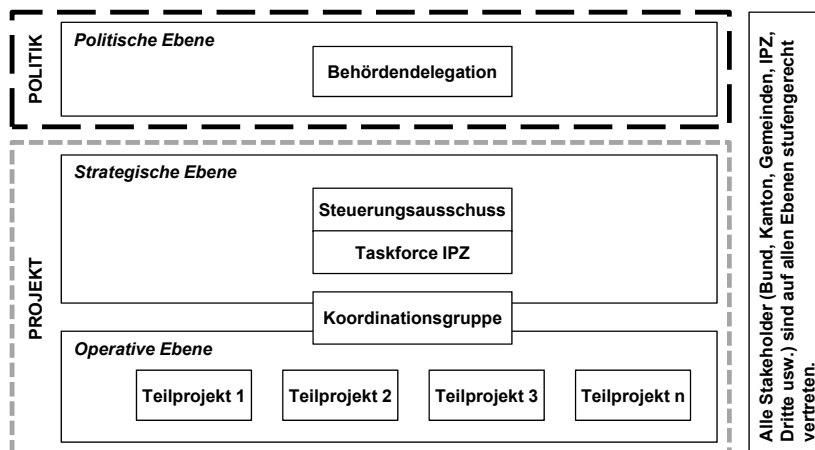 POLITIK
Politische Ebene
Behördendelegation
PROJEKT
Strategische Ebene
Steuerungsausschuss
Taskforce IPZ
Koordinationsgruppe
Operative Ebene
Teilprojekt 1
Teilprojekt 2
Teilprojekt 3
Teilprojekt n
Alle Stakeholder (Bund, Kanton, Gemeinden, IPZ,
Dritte usw.) sind auf allen Ebenen stufengerecht
vertreten.